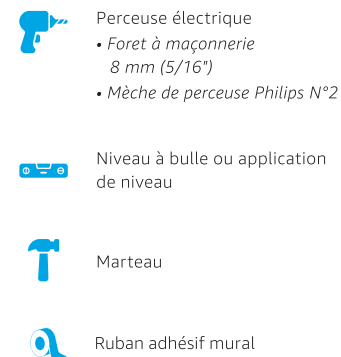 Perceuse électrique
• Foret à maçonnerie
8 mm (5/16")
• Mèche de perceuse Philips N°2
Niveau à bulle ou application
de niveau
Marteau
Ruban adhésif mural